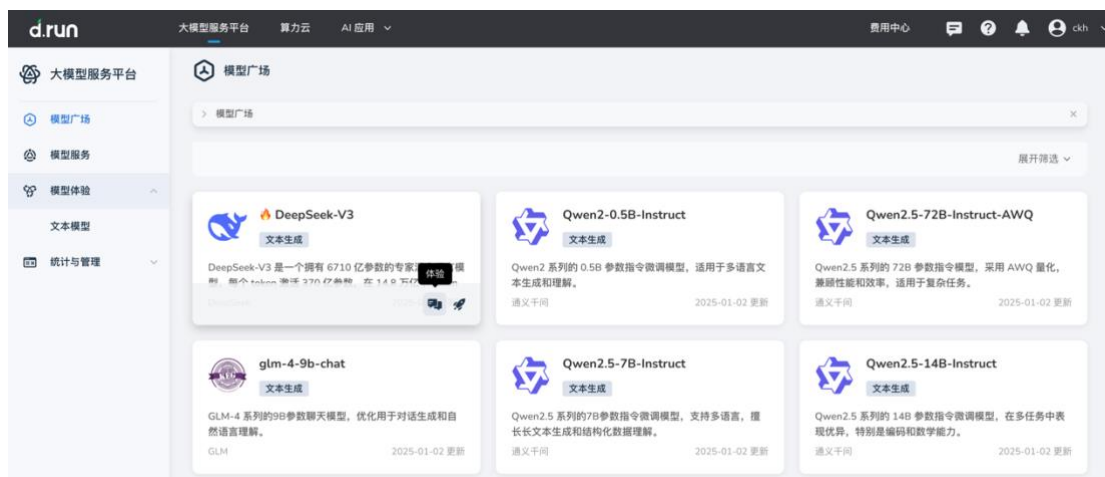 d.run
大模型服务平台
算力云
AI 应用
费用中心
ckh
大模型服务平台
模型广场
模型服务
模型体验
文本模型
统计与管理
模型广场
模型广场
展开筛选
DeepSeek-V3
文本生成
DeepSeek-V3 是一个拥有 6710 亿参数的专家
模
体验
DeepSeek
Qwen2-0.5B-Instruct
文本生成
Qwen2 系列的 0.5B 参数指令微调模型，适用于多语言文
本生成和理解。
通义千问
2025-01-02 更新
Qwen2.5-72B-Instruct-AWQ
文本生成
Qwen2.5 系列的 72B 参数指令模型，采用 AWQ 量化，
兼顾性能和效率，适用于复杂任务。
通义千问
2025-01-02 更新
glm-4-9b-chat
文本生成
GLM-4 系列的9B参数聊天模型，优化用于对话生成和自
然语言理解。
GLM
2025-01-02 更新
Qwen2.5-7B-Instruct
文本生成
Qwen2.5 系列的7B参数指令微调模型，支持多语言，擅
长长文本生成和结构化数据理解。
通义千问
2025-01-02 更新
Qwen2.5-14B-Instruct
文本生成
Qwen2.5 系列的 14B 参数指令微调模型，在多任务中表
现优异，特别是编码和数学能力。
通义千问
2025-01-02 更新